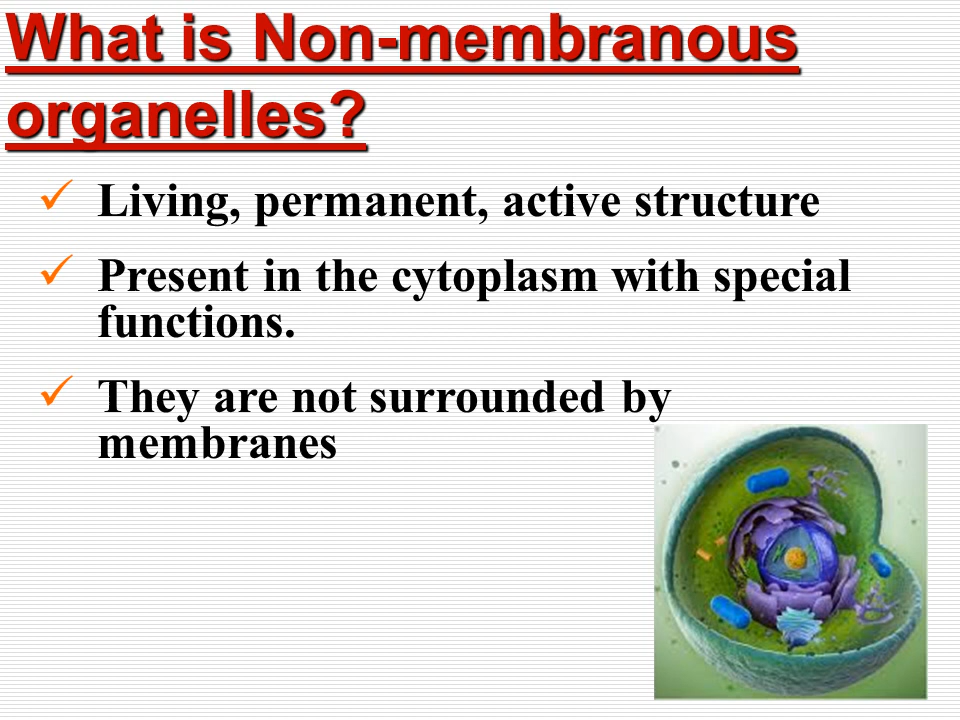 What is Non-membranous
organelles?
✓ Living, permanent, active structure
✓ Present in the cytoplasm with special
functions.
✓ They are not surrounded by
membranes